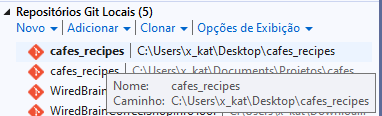 Repositórios Git Locais (5)
Novo Adicionar Clonar Opções de Exibição
cafes_recipes | C:\Users\x_kat\Desktop\cafes_recipes
cafes_recipes | C:\Users\x_kat\Documents\Projetos\cafes
WiredBrain
Nome: cafes_recipes
Caminho: C:\Users\x_kat\Desktop\cafes_recipes